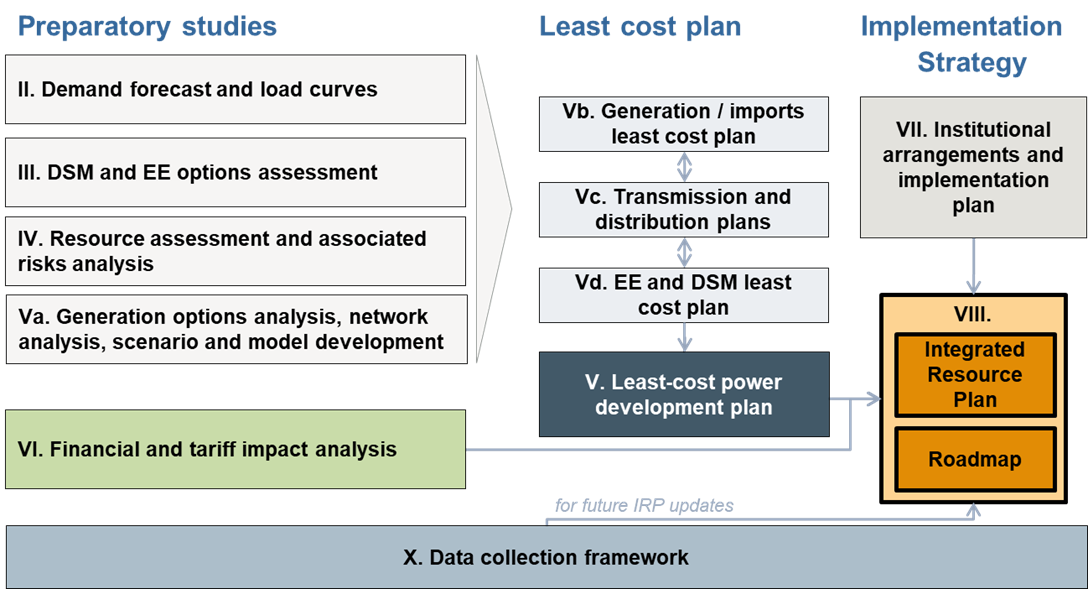 Preparatory studies
II. Demand forecast and load curves
III. DSM and EE options assessment
IV. Resource assessment and associated
risks analysis
Va. Generation options analysis, network
analysis, scenario and model development
VI. Financial and tariff impact analysis
Least cost plan
Vb. Generation / imports
least cost plan
Vc. Transmission and
distribution plans
Vd. EE and DSM least
cost plan
V. Least-cost power
development plan
Implementation
Strategy
VII. Institutional
arrangements and
implementation
plan
VIII.
Integrated
Resource
Plan
Roadmap
for future IRP updates
X. Data collection framework